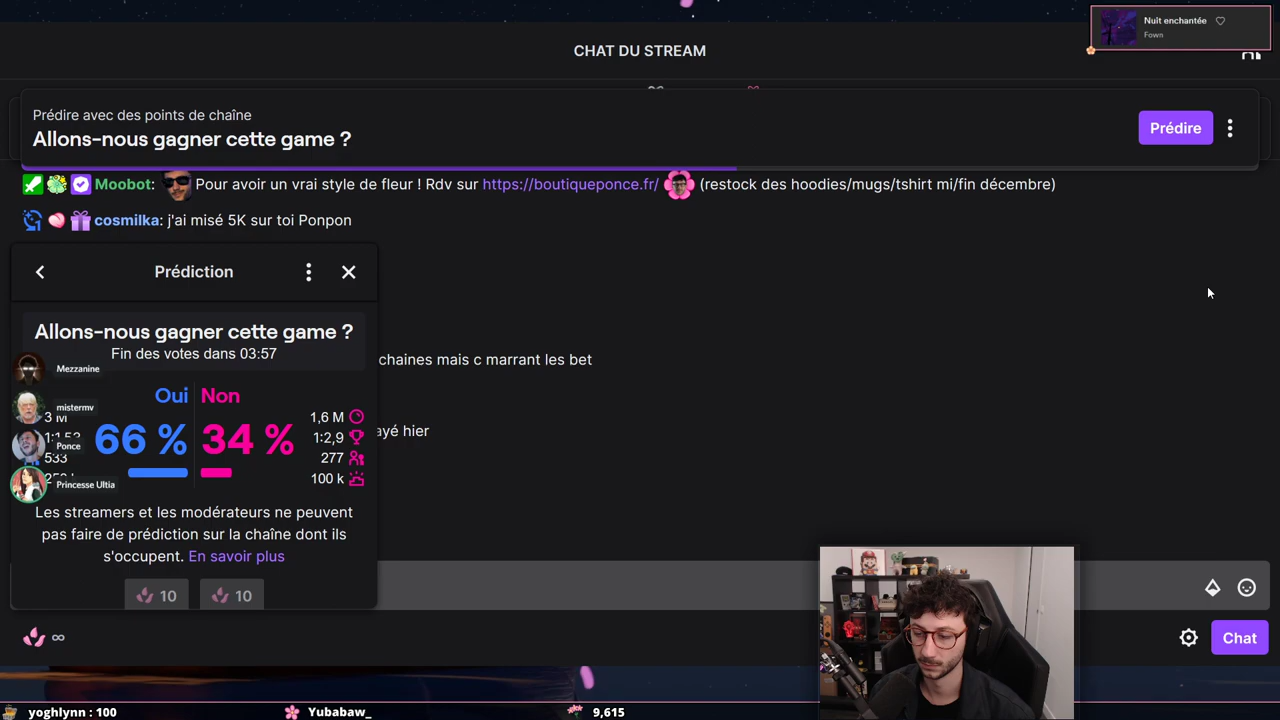 Nuit enchantée
Fown
CHAT DU STREAM
Prédire avec des points de chaîne
Allons-nous gagner cette game ?
Prédire
Moobot: Pour avoir un vrai style de fleur ! Rdv sur https://boutiqueponce.fr/ (restock des hoodies/mugs/tshirt mi/fin décembre)
cosmilka: j'ai misé 5K sur toi Ponpon
Prédiction
Allons-nous gagner cette game ?
Fin des votes dans 03:57
chaines mais c marrant les bet
Mezzanine
Oui Non
mistermv
3 M
1,6 M
66 % 34 %
1:2,9
ayé hier
Ponce
533
277
Princesse Ultia
100 k
Les streamers et les modérateurs ne peuvent
pas faire de prédiction sur la chaîne dont ils
s'occupent. En savoir plus
10 10
∞
Chat
yoghlynn : 100
Yubabaw_
9,615